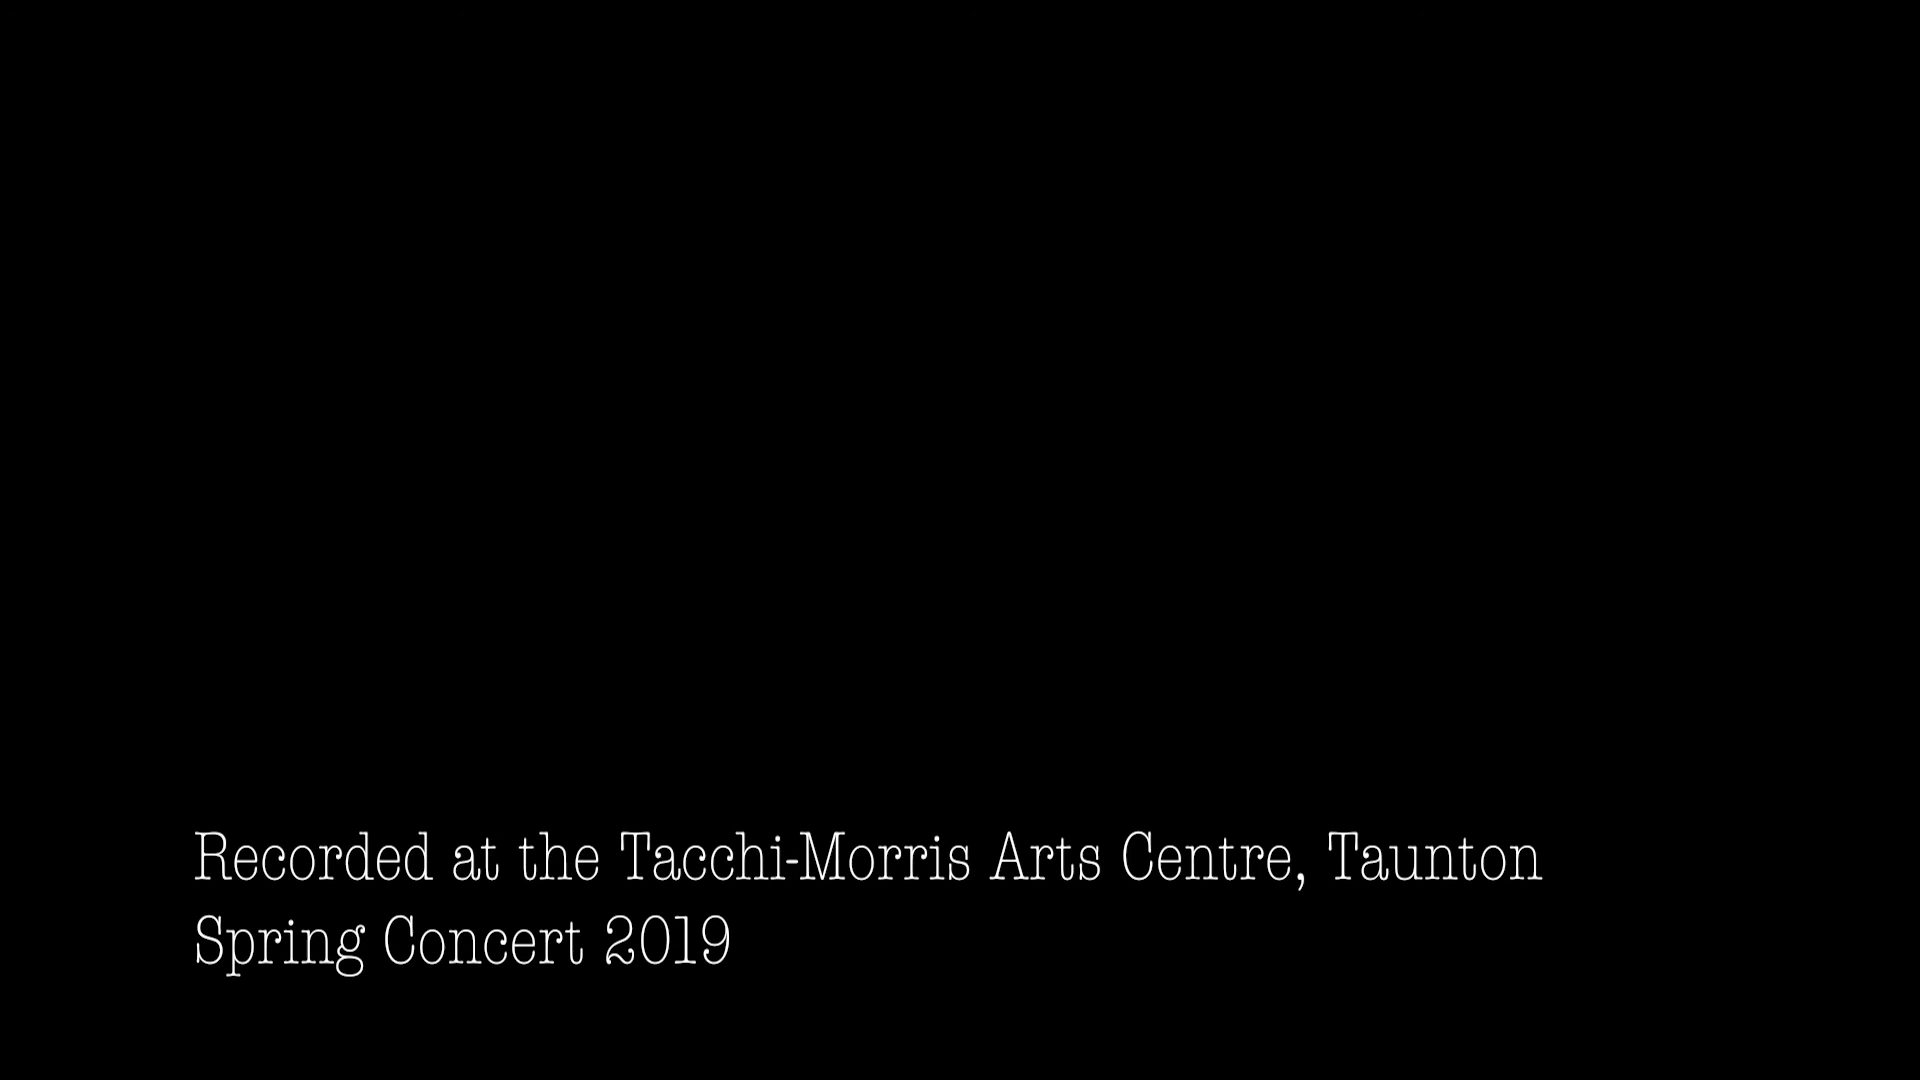 Recorded at the Tacchi-Morris Arts Centre, Taunton
Spring Concert 2019